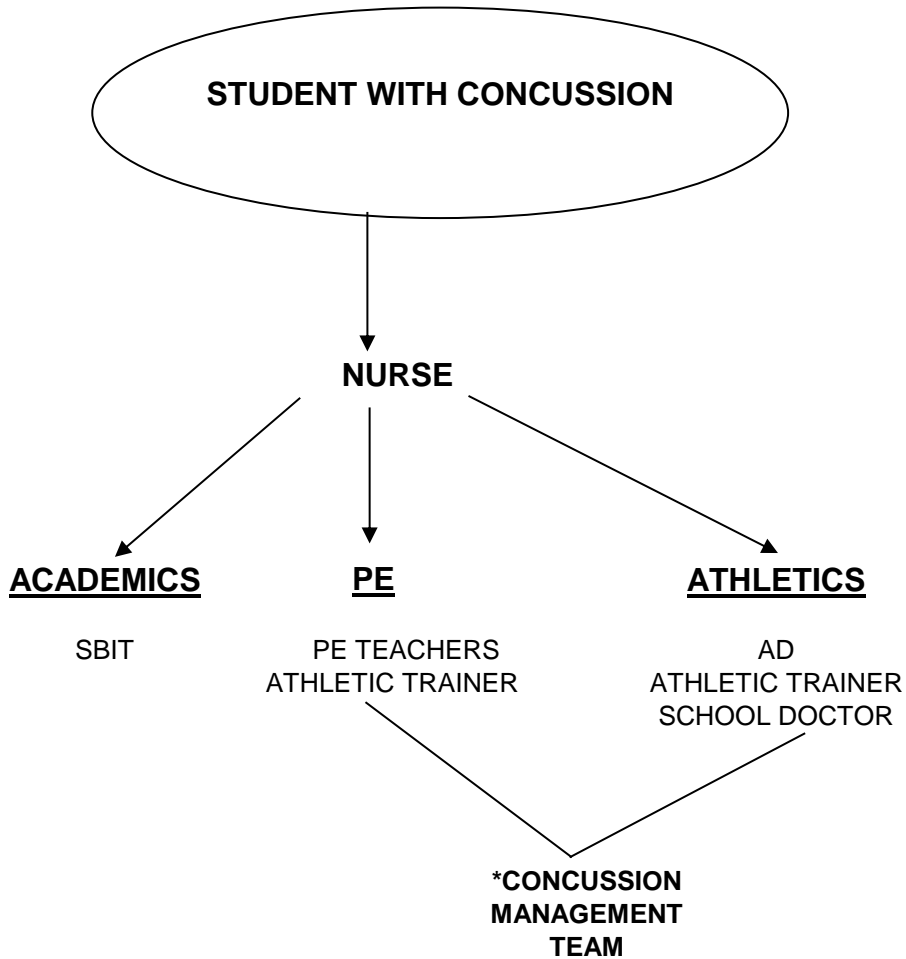 STUDENT WITH CONCUSSION
NURSE
ACADEMICS
SBIT
PE
PE TEACHERS
ATHLETIC TRAINER
ATHLETICS
AD
ATHLETIC TRAINER
SCHOOL DOCTOR
*CONCUSSION
MANAGEMENT
TEAM